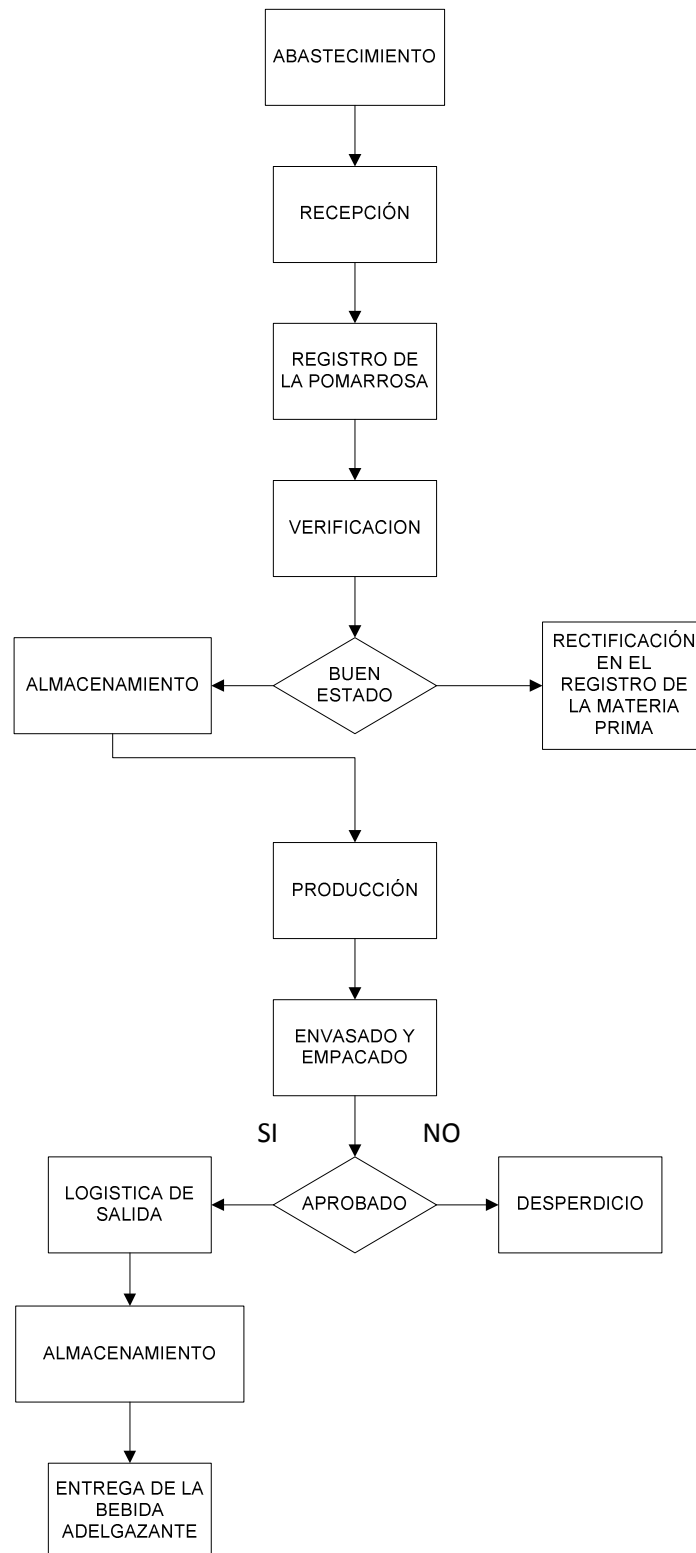 ABASTECIMIENTO
RECEPCIÓN
REGISTRO DE
LA POMARROSA
VERIFICACION
ALMACENAMIENTO
BUEN
ESTADO
RECTIFICACIÓN
EN EL
REGISTRO DE
LA MATERIA
PRIMA
PRODUCCIÓN
ENVASADO Y
EMPACADO
SI
NO
LOGISTICA DE
SALIDA
APROBADO
DESPERDICIO
ALMACENAMIENTO
ENTREGA DE LA
BEBIDA
ADELGAZANTE